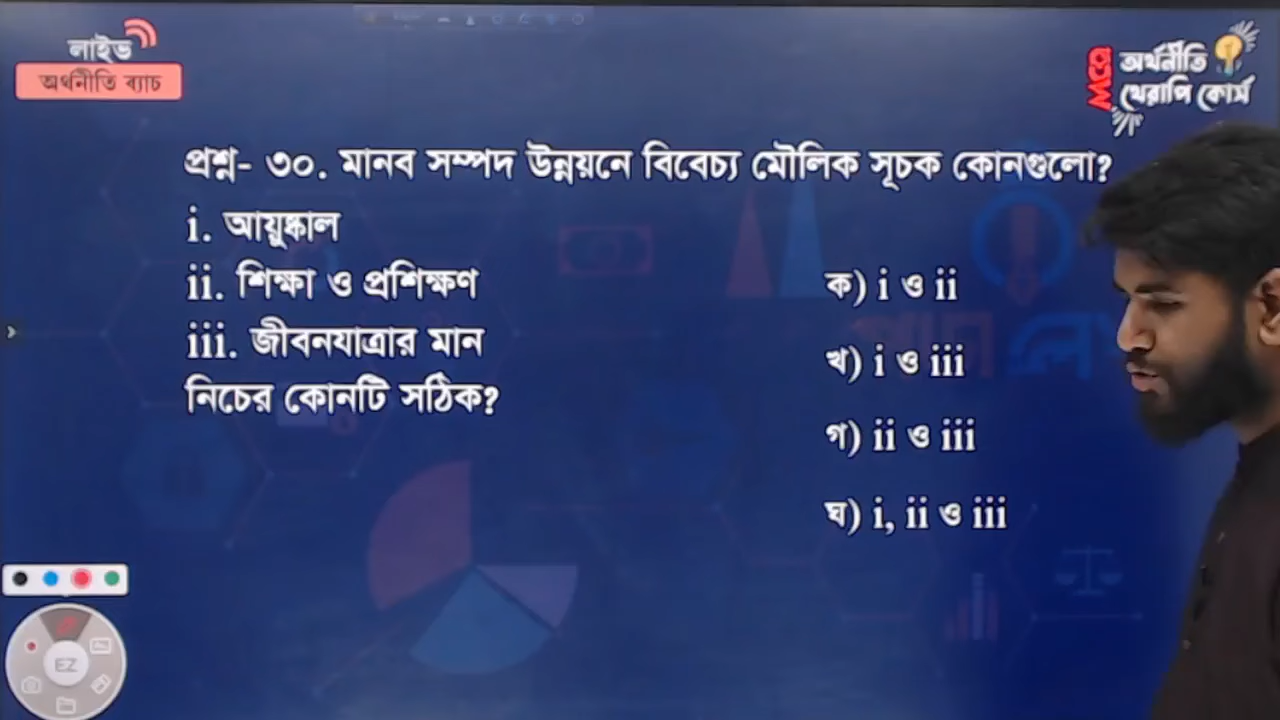 লাইভ
অর্থনীতি ব্যাচ
MCQ
অর্থনীতি
থেরাপি কোর্স
প্রশ্ন- ৩০. মানব সম্পদ উন্নয়নে বিবেচ্য মৌলিক সূচক কোনগুলো?
i. আয়ুষ্কাল
ii. শিক্ষা ও প্রশিক্ষণ
iii. জীবনযাত্রার মান
নিচের কোনটি সঠিক?
ক) i ও ii
খ) i ও iii
গ) ii ও iii
ঘ) i, ii ও iii
EZ